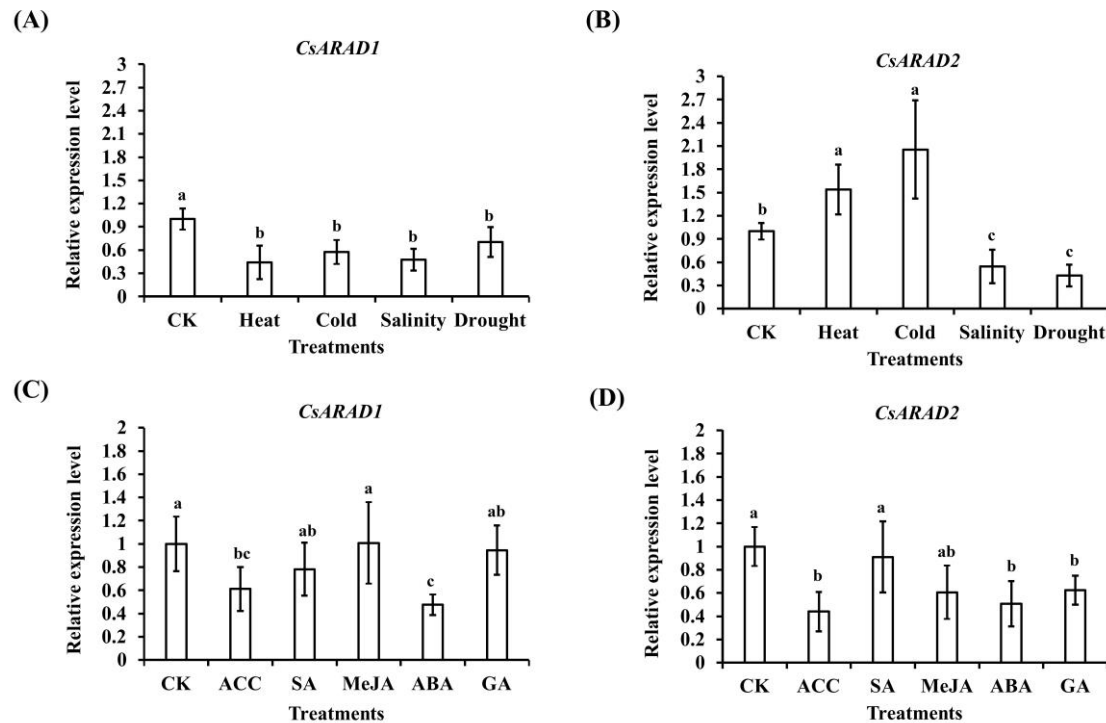 (A)
CsARAD1
Relative expression level
3
2.7
2.4
2.1
1.8
1.5
1.2
0.9
0.6
0.3
0
a
b
b
b
b
CK Heat Cold Salinity Drought
Treatments
(B)
CsARAD2
Relative expression level
3
2.7
2.4
2.1
1.8
1.5
1.2
0.9
0.6
0.3
0
b
a
a
c
c
CK Heat Cold Salinity Drought
Treatments
(C)
CsARAD1
Relative expression level
2
1.8
1.6
1.4
1.2
1
0.8
0.6
0.4
0.2
0
a
bc
ab
a
c
ab
CK ACC SA MeJA ABA GA
Treatments
(D)
CsARAD2
Relative expression level
2
1.8
1.6
1.4
1.2
1
0.8
0.6
0.4
0.2
0
a
b
a
ab
b
b
CK ACC SA MeJA ABA GA
Treatments